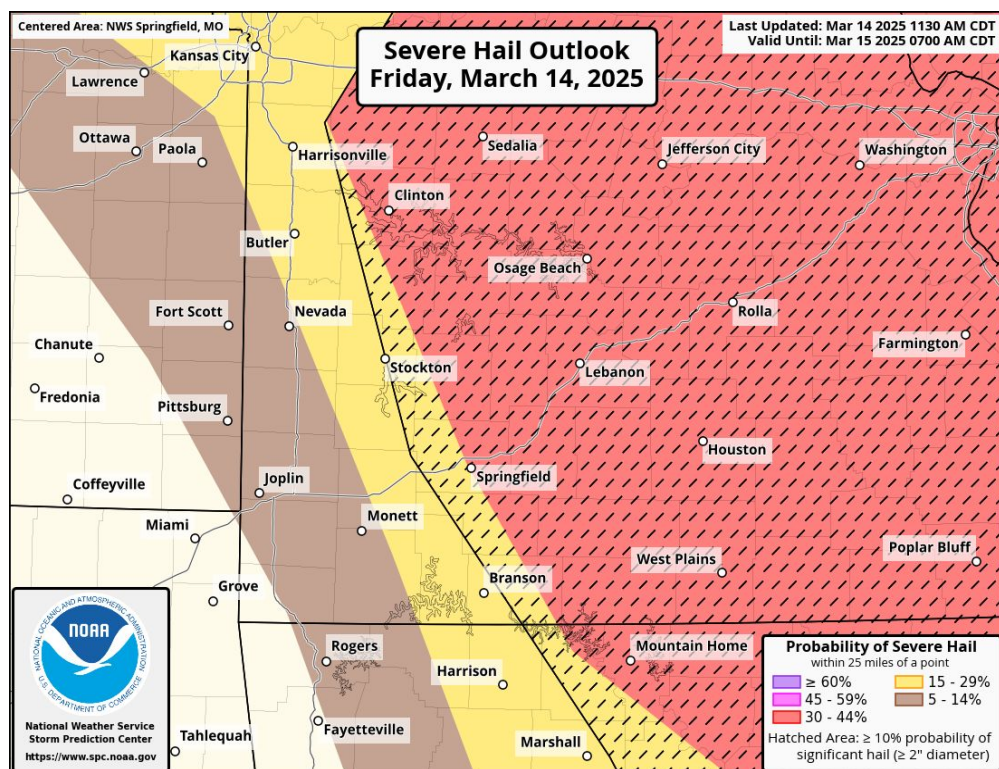 Centered Area: NWS Springfield, MO
Severe Hail Outlook
Friday, March 14, 2025
Last Updated: Mar 14 2025 1130 AM CDT
Valid Until: Mar 15 2025 0700 AM CDT
Kansas City
Lawrence
Ottawa
Paola
Harrisonville
Sedalia
Jefferson City
Washington
Clinton
Butler
Osage Beach
Fort Scott
Nevada
Rolla
Chanute
Farmington
Stockton
Lebanon
Fredonia
Pittsburg
Houston
Joplin
Springfield
Coffeyville
Monett
Miami
Poplar Bluff
West Plains
Branson
Grove
Rogers
Harrison
Mountain Home
Fayetteville
Tahlequah
Marshall
NATIONAL OCEANIC AND ATMOSPHERIC ADMINISTRATION
NOAA
U.S. DEPARTMENT OF COMMERCE
National Weather Service
Storm Prediction Center
https://www.spc.noaa.gov
Probability of Severe Hail
within 25 miles of a point
≥ 60%
15 - 29%
45 - 59%
5 - 14%
30 - 44%
Hatched Area: ≥ 10% probability of
significant hail (≥ 2" diameter)